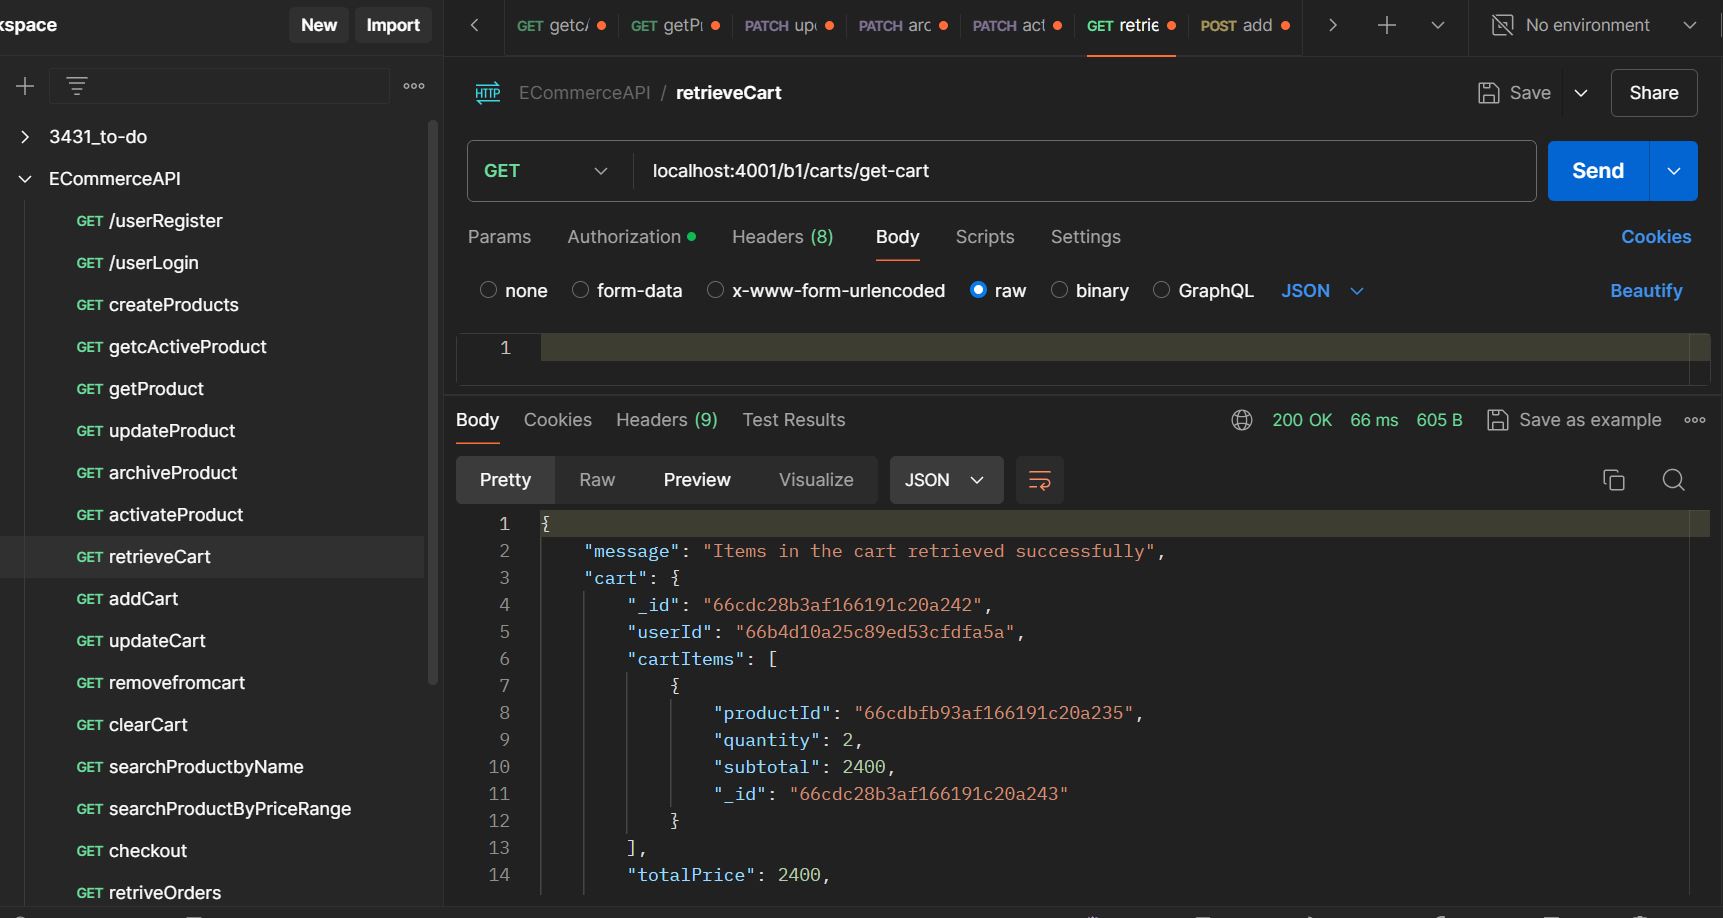 kspace
New
Import
GET getc/
GET getP
PATCH up
PATCH arc
PATCH act
GET retrie
POST add
No environment
HTTP
ECommerceAPI / retrieveCart
Save
Share
GET
localhost:4001/b1/carts/get-cart
Send
Params
Authorization
Headers (8)
Body
Scripts
Settings
Cookies
none
form-data
x-www-form-urlencoded
raw
binary
GraphQL
JSON
Beautify
1
3431_to-do
ECommerceAPI
GET /userRegister
GET /userLogin
GET createProducts
GET getcActiveProduct
GET getProduct
GET updateProduct
GET archiveProduct
GET activateProduct
GET retrieveCart
GET addCart
GET updateCart
GET removefromcart
GET clearCart
GET searchProductbyName
GET searchProductByPriceRange
GET checkout
GET retriveOrders
Body
Cookies
Headers (9)
Test Results
200 OK
66 ms
605 B
Save as example
Pretty
Raw
Preview
Visualize
JSON
1 {
2 "message": "Items in the cart retrieved successfully",
3 "cart": {
4 "_id": "66cdc28b3af166191c20a242",
5 "userId": "66b4d10a25c89ed53cfdfa5a",
6 "cartItems": [
7 {
8 "productId": "66cdbfb93af166191c20a235",
9 "quantity": 2,
10 "subtotal": 2400,
11 "_id": "66cdc28b3af166191c20a243"
12 }
13 ],
14 "totalPrice": 2400,